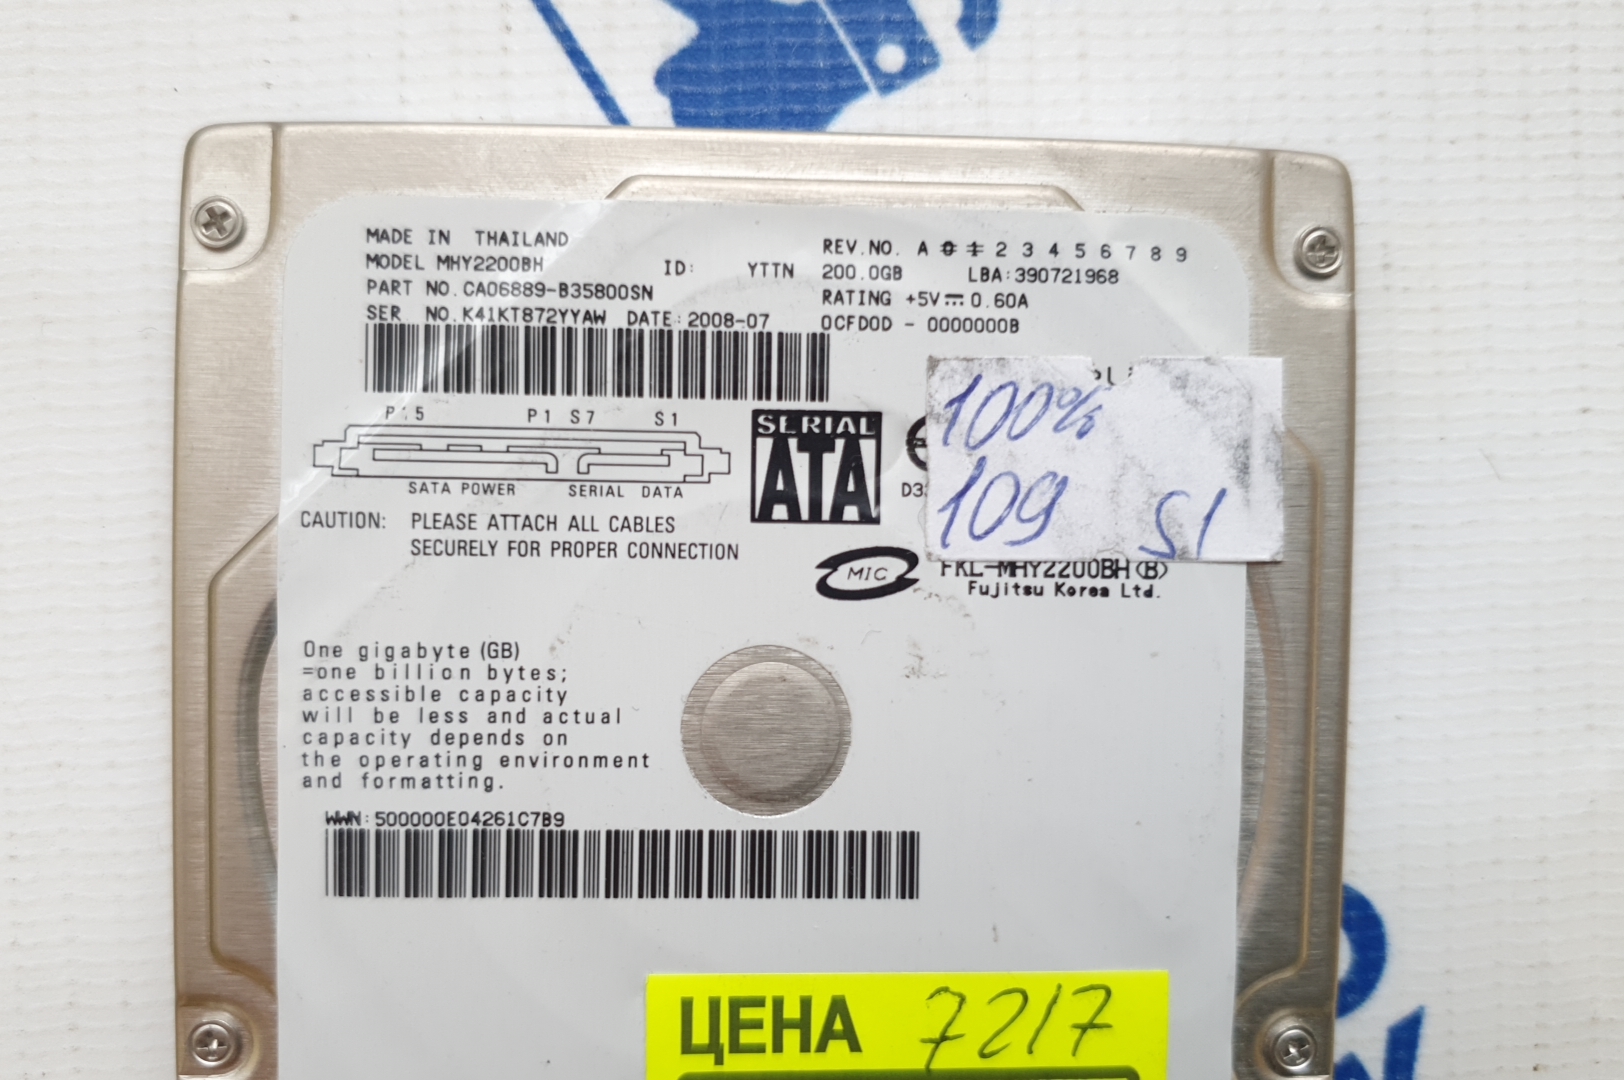 MADE IN THAILAND
MODEL MHY2200BH ID: YTTN
PART NO. CA06889-B35800SN
SER NO. K41KT872YYAW DATE: 2008-07
REV.NO. A 0 1 2 3 4 5 6 7 8 9
200.0GB LBA:390721968
RATING +5V⎓0.60A
0CFD0D - 0000000B
P15 P1 S7 S1
SATA POWER SERIAL DATA
SERIAL
ATA
100%
109 S1
CAUTION: PLEASE ATTACH ALL CABLES
SECURELY FOR PROPER CONNECTION
MIC
FKL-MHY2200BH(B)
Fujitsu Korea Ltd.
One gigabyte (GB)
=one billion bytes;
accessible capacity
will be less and actual
capacity depends on
the operating environment
and formatting.
WWN:500000E04261C7B9
ЦЕНА 7217